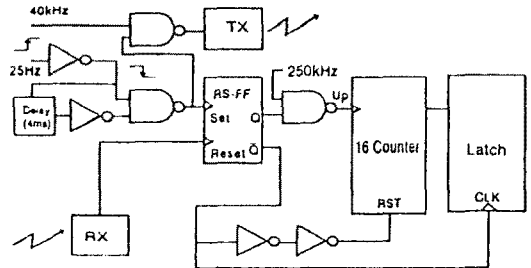 40kHz
TX
25Hz
Delay
(4ms)
RS-FF
Set
Q
Reset
Q
250kHz
Up
16 Counter
RST
Latch
CLK
RX